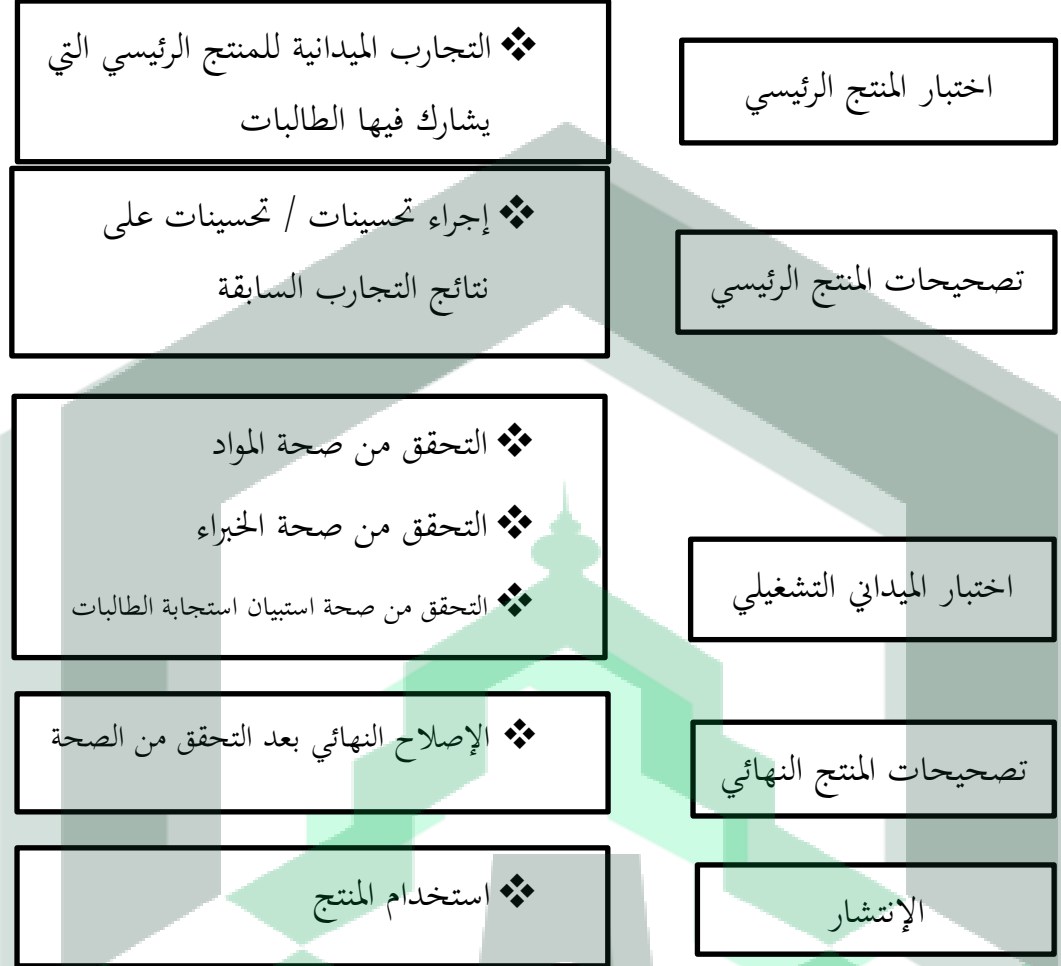 اختبار المنتج الرئيسي
❖ التجارب الميدانية للمنتج الرئيسي التي
يشارك فيها الطالبات
تصحيحات المنتج الرئيسي
❖ إجراء تحسينات / تحسينات على
نتائج التجارب السابقة
اختبار الميداني التشغيلي
❖ التحقق من صحة المواد
❖ التحقق من صحة الخبراء
❖ التحقق من صحة استبيان استجابة الطالبات
تصحيحات المنتج النهائي
❖ الإصلاح النهائي بعد التحقق من الصحة
الإنتشار
❖ استخدام المنتج